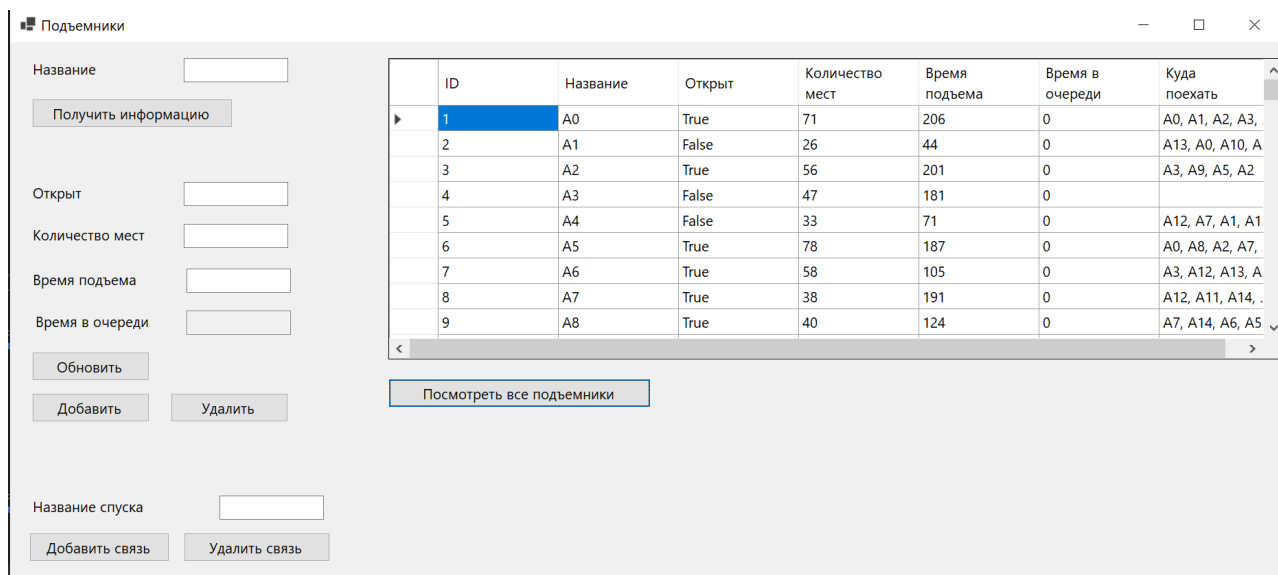 Подъемники
Название
Получить информацию
Открыт
Количество мест
Время подъема
Время в очереди
Обновить
Добавить Удалить
Название спуска
Добавить связь Удалить связь
ID Название Открыт Количество мест Время подъема Время в очереди Куда поехать
1 A0 True 71 206 0 A0, A1, A2, A3, .
2 A1 False 26 44 0 A13, A0, A10, A
3 A2 True 56 201 0 A3, A9, A5, A2
4 A3 False 47 181 0
5 A4 False 33 71 0 A12, A7, A1, A1
6 A5 True 78 187 0 A0, A8, A2, A7, .
7 A6 True 58 105 0 A3, A12, A13, A
8 A7 True 38 191 0 A12, A11, A14, .
9 A8 True 40 124 0 A7, A14, A6, A5
Посмотреть все подъемники